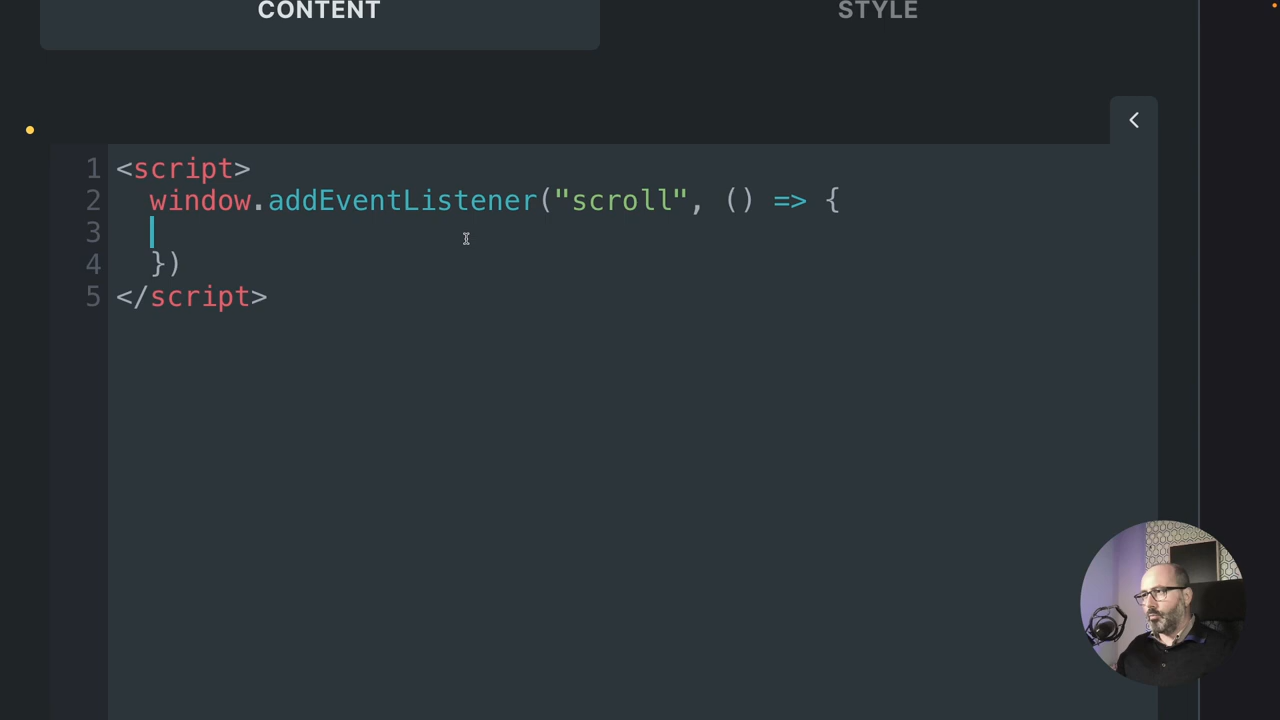 CONTENT STYLE
1 <script>
2   window.addEventListener("scroll", () => {
3
4   })
5 </script>